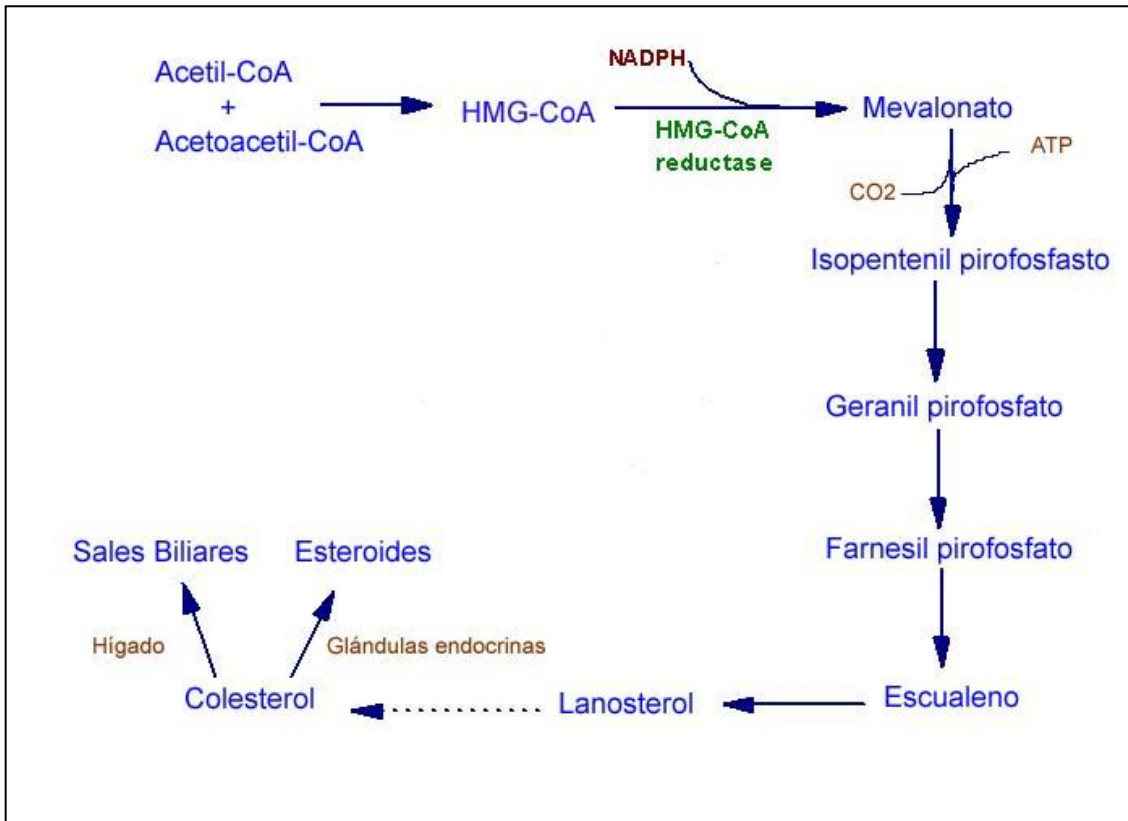 Acetil-CoA
+
Acetoacetil-CoA
HMG-CoA
NADPH
HMG-CoA
reductase
Mevalonato
ATP
CO2
Isopentenil pirofosfasto
Geranil pirofosfato
Farnesil pirofosfato
Escualeno
Lanosterol
Colesterol
Hígado
Glándulas endocrinas
Sales Biliares
Esteroides